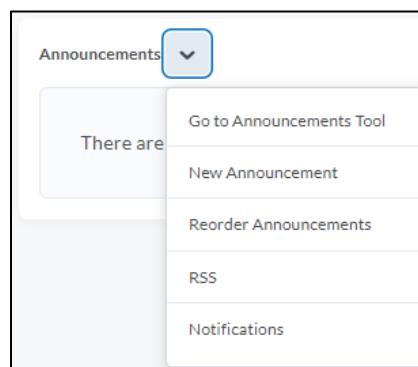 Announcements
There are
Go to Announcements Tool
New Announcement
Reorder Announcements
RSS
Notifications